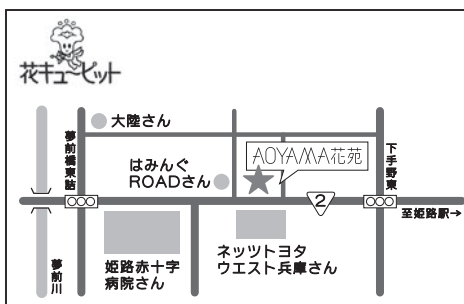 花キューピット
大陸さん
夢前橋東詰
はみんぐ
ROADさん
AOYAMA花苑
下手野東
2
至姫路駅→
夢前川
姫路赤十字
病院さん
ネッツトヨタ
ウエスト兵庫さん